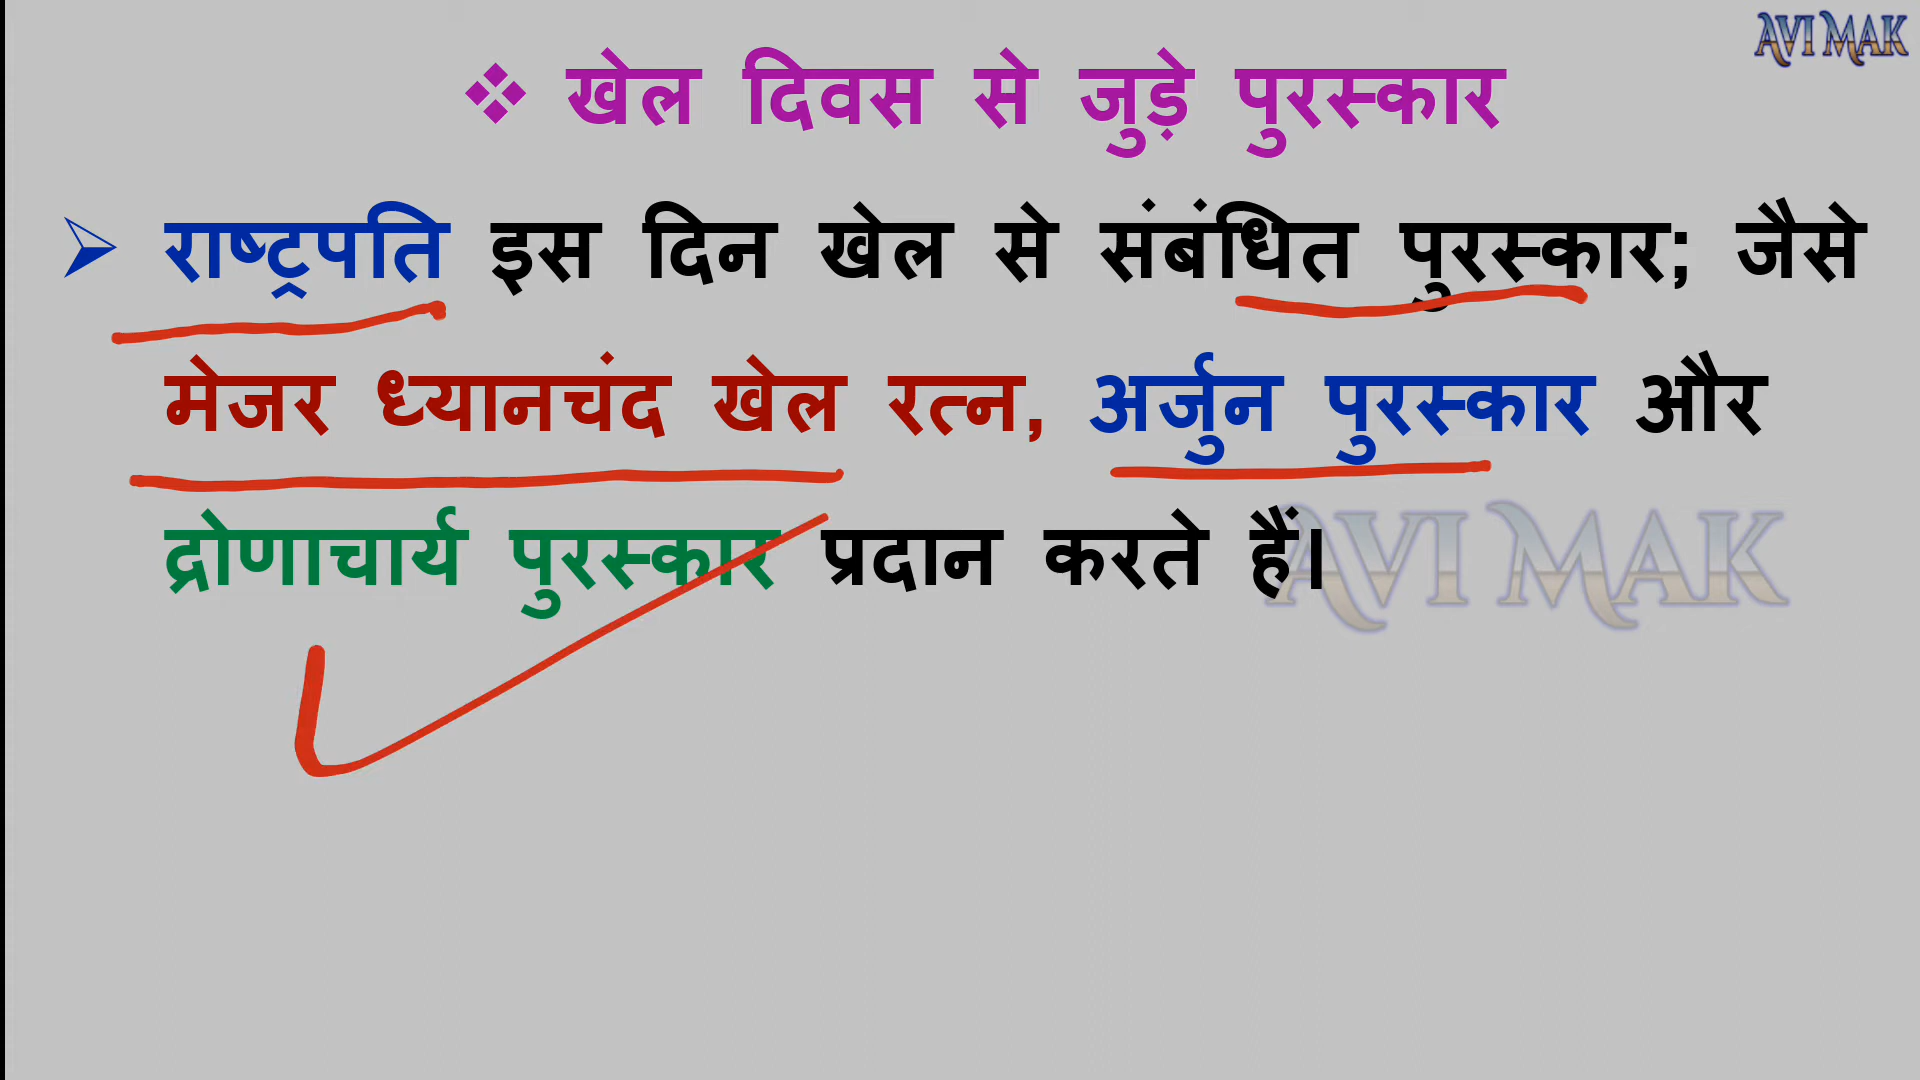 AVI MAK
❖ खेल दिवस से जुड़े पुरस्कार
➢ राष्ट्रपति इस दिन खेल से संबंधित पुरस्कार; जैसे
मेजर ध्यानचंद खेल रत्न, अर्जुन पुरस्कार और
द्रोणाचार्य पुरस्कार प्रदान करते हैं।
AVI MAK